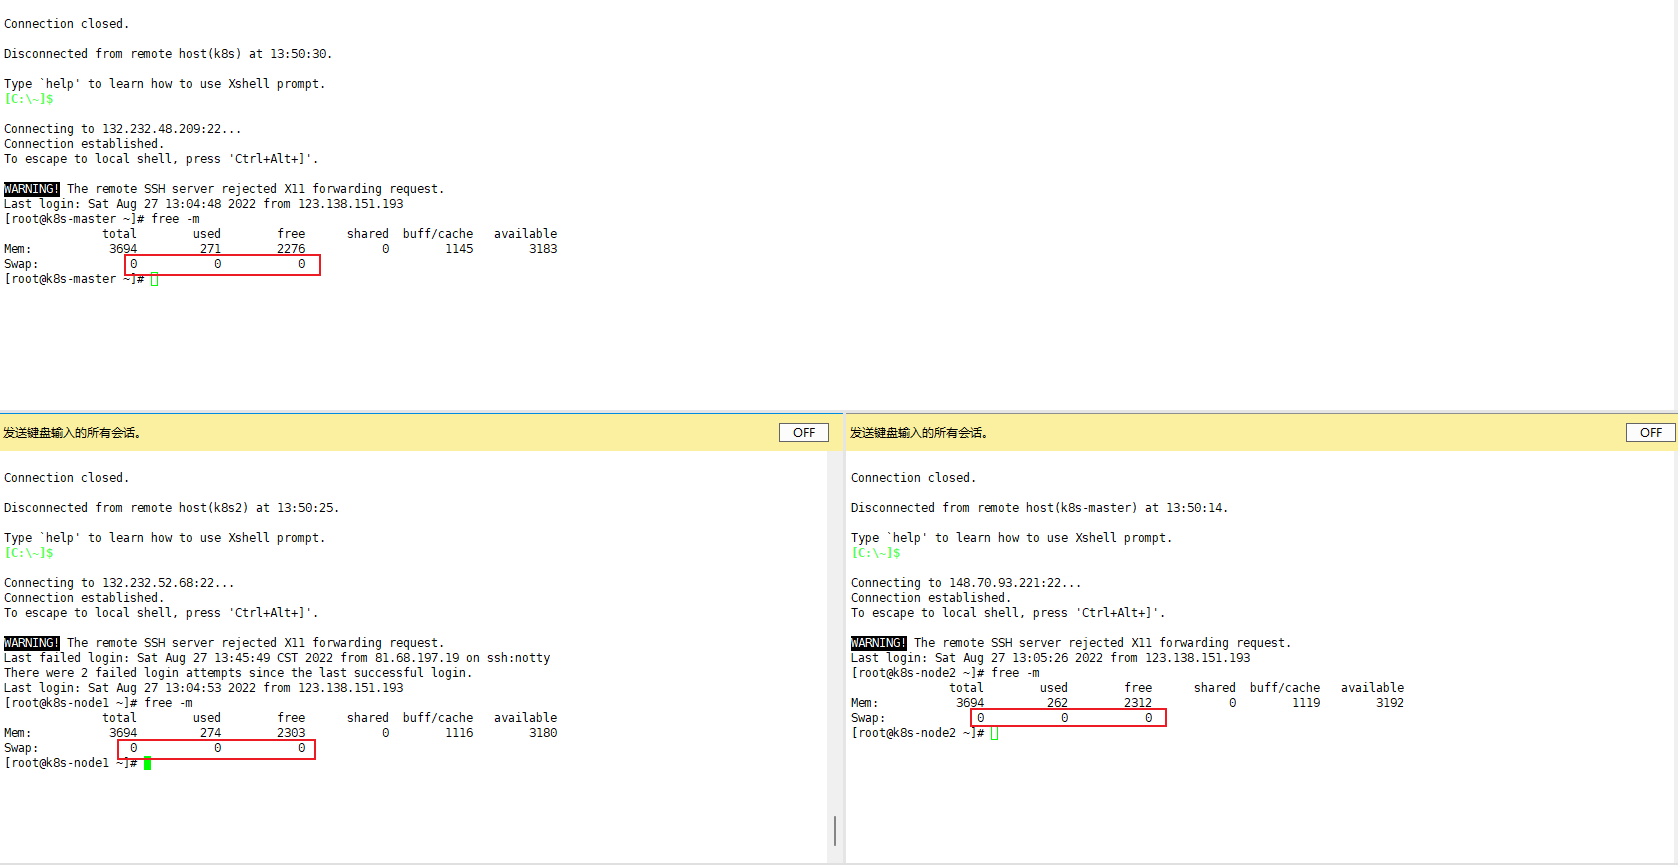 Connection closed.
Disconnected from remote host(k8s) at 13:50:30.
Type `help' to learn how to use Xshell prompt.
[C:\~]$
Connecting to 132.232.48.209:22...
Connection established.
To escape to local shell, press 'Ctrl+Alt+]'.
WARNING! The remote SSH server rejected X11 forwarding request.
Last login: Sat Aug 27 13:04:48 2022 from 123.138.151.193
[root@k8s-master ~]# free -m
total used free shared buff/cache available
Mem: 3694 271 2276 0 1145 3183
Swap: 0 0 0
[root@k8s-master ~]#
发送键盘输入的所有会话。 OFF
Connection closed.
Disconnected from remote host(k8s2) at 13:50:25.
Type `help' to learn how to use Xshell prompt.
[C:\~]$
Connecting to 132.232.52.68:22...
Connection established.
To escape to local shell, press 'Ctrl+Alt+]'.
WARNING! The remote SSH server rejected X11 forwarding request.
Last failed login: Sat Aug 27 13:45:49 CST 2022 from 81.68.197.19 on ssh:notty
There were 2 failed login attempts since the last successful login.
Last login: Sat Aug 27 13:04:53 2022 from 123.138.151.193
[root@k8s-node1 ~]# free -m
total used free shared buff/cache available
Mem: 3694 274 2303 0 1116 3180
Swap: 0 0 0
[root@k8s-node1 ~]#
发送键盘输入的所有会话。 OFF
Connection closed.
Disconnected from remote host(k8s-master) at 13:50:14.
Type `help' to learn how to use Xshell prompt.
[C:\~]$
Connecting to 148.70.93.221:22...
Connection established.
To escape to local shell, press 'Ctrl+Alt+]'.
WARNING! The remote SSH server rejected X11 forwarding request.
Last login: Sat Aug 27 13:05:26 2022 from 123.138.151.193
[root@k8s-node2 ~]# free -m
total used free shared buff/cache available
Mem: 3694 262 2312 0 1119 3192
Swap: 0 0 0
[root@k8s-node2 ~]#